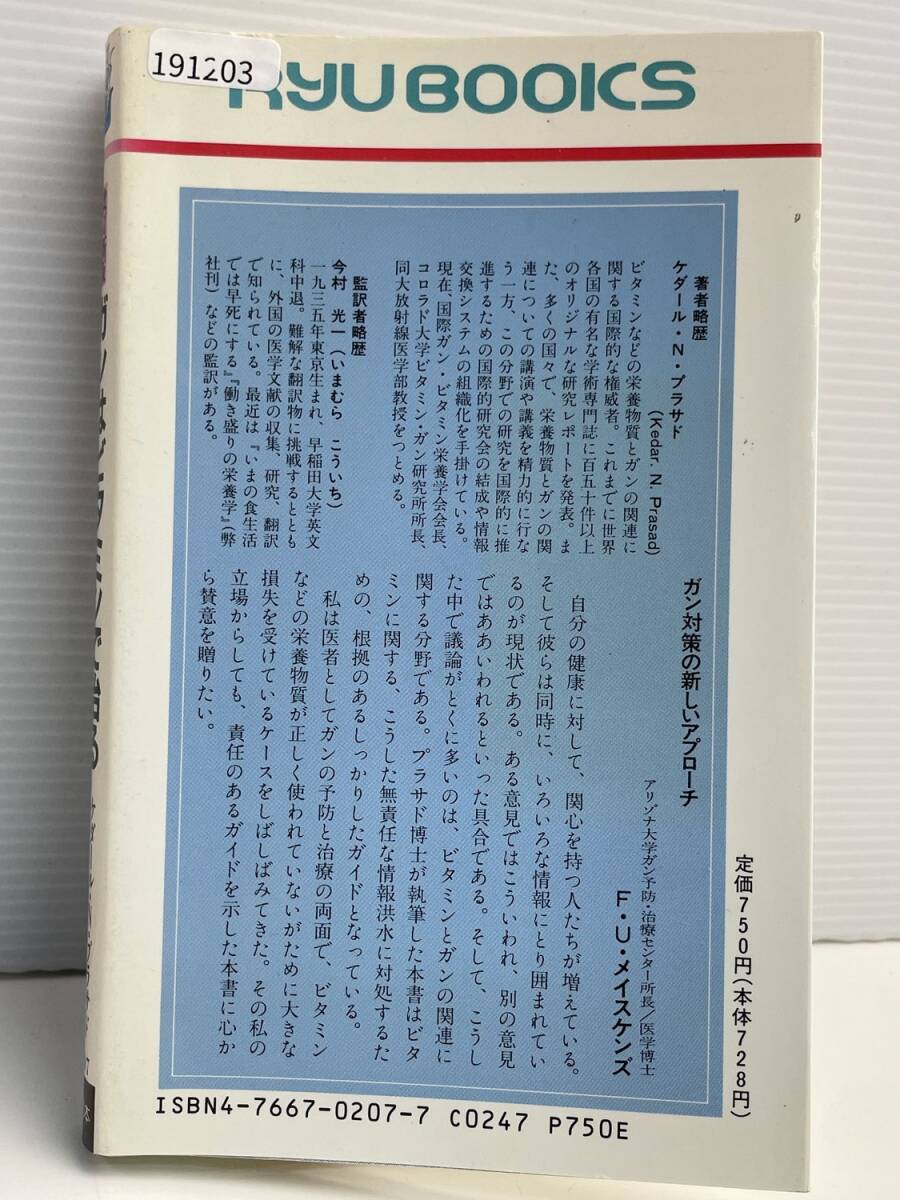 191203
RYU BOOKS
著者略歴
ケダール・N・プラサド
(Kedar. N. Prasad)
ビタミンなどの栄養物質とガンの関連に
関する国際的な権威者。これまでに世界
各国の有名な学術専門誌に百五十件以上
のオリジナルな研究レポートを発表。ま
た、多くの国々で、栄養物質とガンの関
連についての講演や講義を精力的に行な
う一方、この分野での研究を国際的に推
進するための国際的研究会の結成や情報
交換システムの組織化を手掛けている。
現在、国際ガン・ビタミン栄養学会会長、
コロラド大学ビタミン・ガン研究所所長、
同大放射線医学部教授をつとめる。
監訳者略歴
今村 光一(いまむら こういち)
一九三五年東京生まれ、早稲田大学英文
科中退。難解な翻訳物に挑戦するととも
に、外国の医学文献の収集、研究、翻訳
で知られている。最近は『いまの食生活
では早死にする』『働き盛りの栄養学』(弊
社刊)などの監訳がある。
ガン対策の新しいアプローチ
アリゾナ大学ガン予防・治療センター所長/医学博士
F・U・メイスケンズ
自分の健康に対して、関心を持つ人たちが増えている。
そして彼らは同時に、いろいろな情報にとり囲まれてい
るのが現状である。ある意見ではこういわれ、別の意見
ではああいわれるといった具合である。そして、こうし
た中で議論がとくに多いのは、ビタミンとガンの関連に
関する分野である。プラサド博士が執筆した本書はビタ
ミンに関する、こうした無責任な情報洪水に対処するた
めの、根拠のあるしっかりしたガイドとなっている。
私は医者としてガンの予防と治療の両面で、ビタミン
などの栄養物質が正しく使われていないがために大きな
損失を受けているケースをしばしばみてきた。その私の
立場からしても、責任のあるガイドを示した本書に心か
ら賛意を贈りたい。
定価750円(本体728円)
ISBN4-7667-0207-7 C0247 P750E